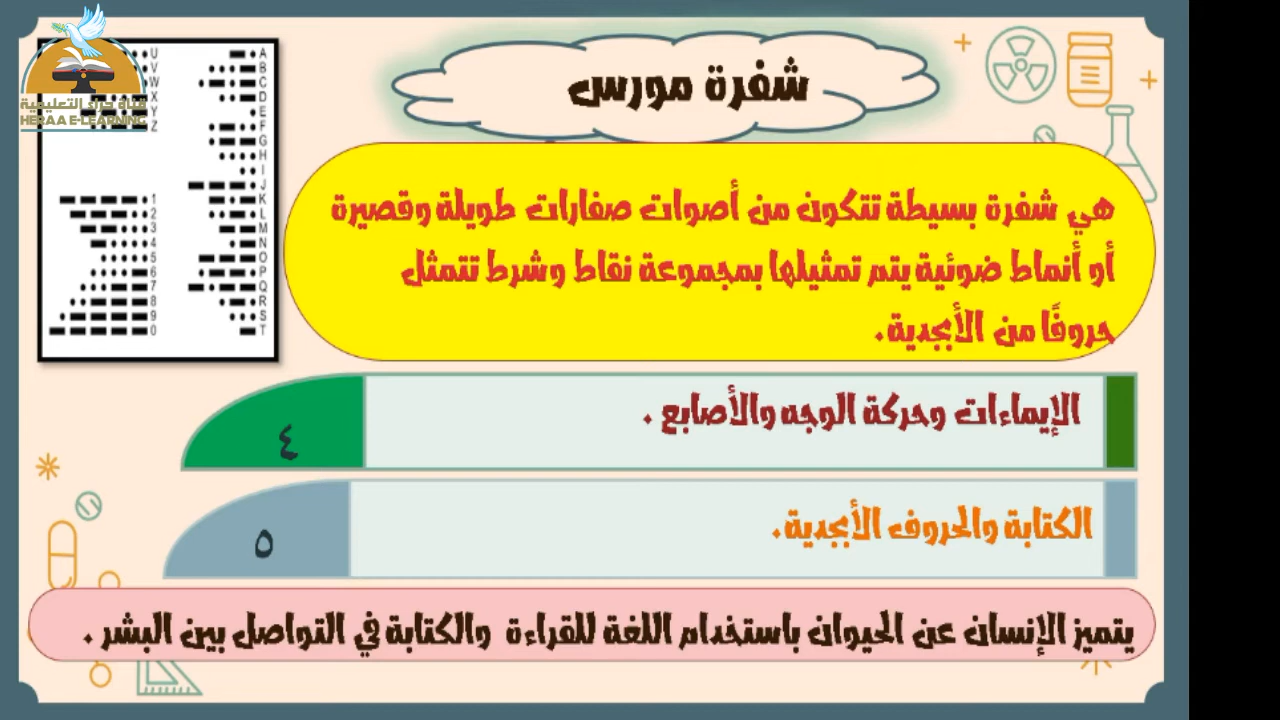 شفرة مورس
هي شفرة بسيطة تتكون من أصوات صفارات طويلة وقصيرة
أو أنماط ضوئية يتم تمثيلها بمجموعة نقاط وشرط تتمثل
حروفًا من الأبجدية.
الإيماءات وحركة الوجه والأصابع .
٤
الكتابة والحروف الأبجدية.
٥
يتميز الإنسان عن الحيوان باستخدام اللغة للقراءة والكتابة في التواصل بين البشر .
قناة حراء التعليمية
HERAA E-LEARNING
A
B
C
D
E
F
G
H
I
J
K
L
M
N
O
P
Q
R
S
T
U
V
W
X
Y
Z
1
2
3
4
5
6
7
8
9
0